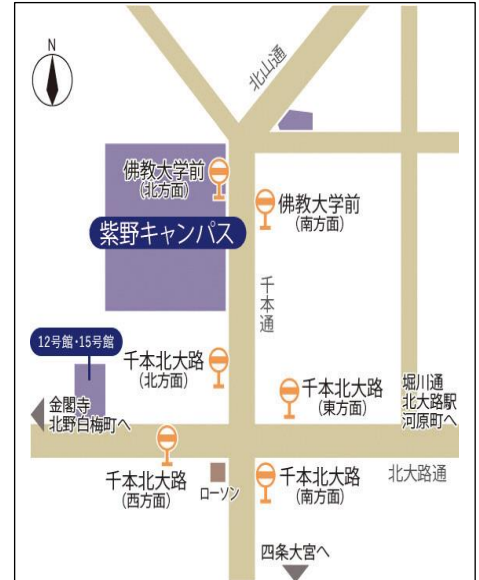 N
北山通
佛教大学前
(北方面)
佛教大学前
(南方面)
紫野キャンパス
千本通
12号館・15号館
千本北大路
(北方面)
千本北大路
(東方面)
堀川通
北大路駅
河原町へ
金閣寺
北野白梅町へ
千本北大路
(西方面)
ローソン
千本北大路
(南方面)
北大路通
四条大宮へ